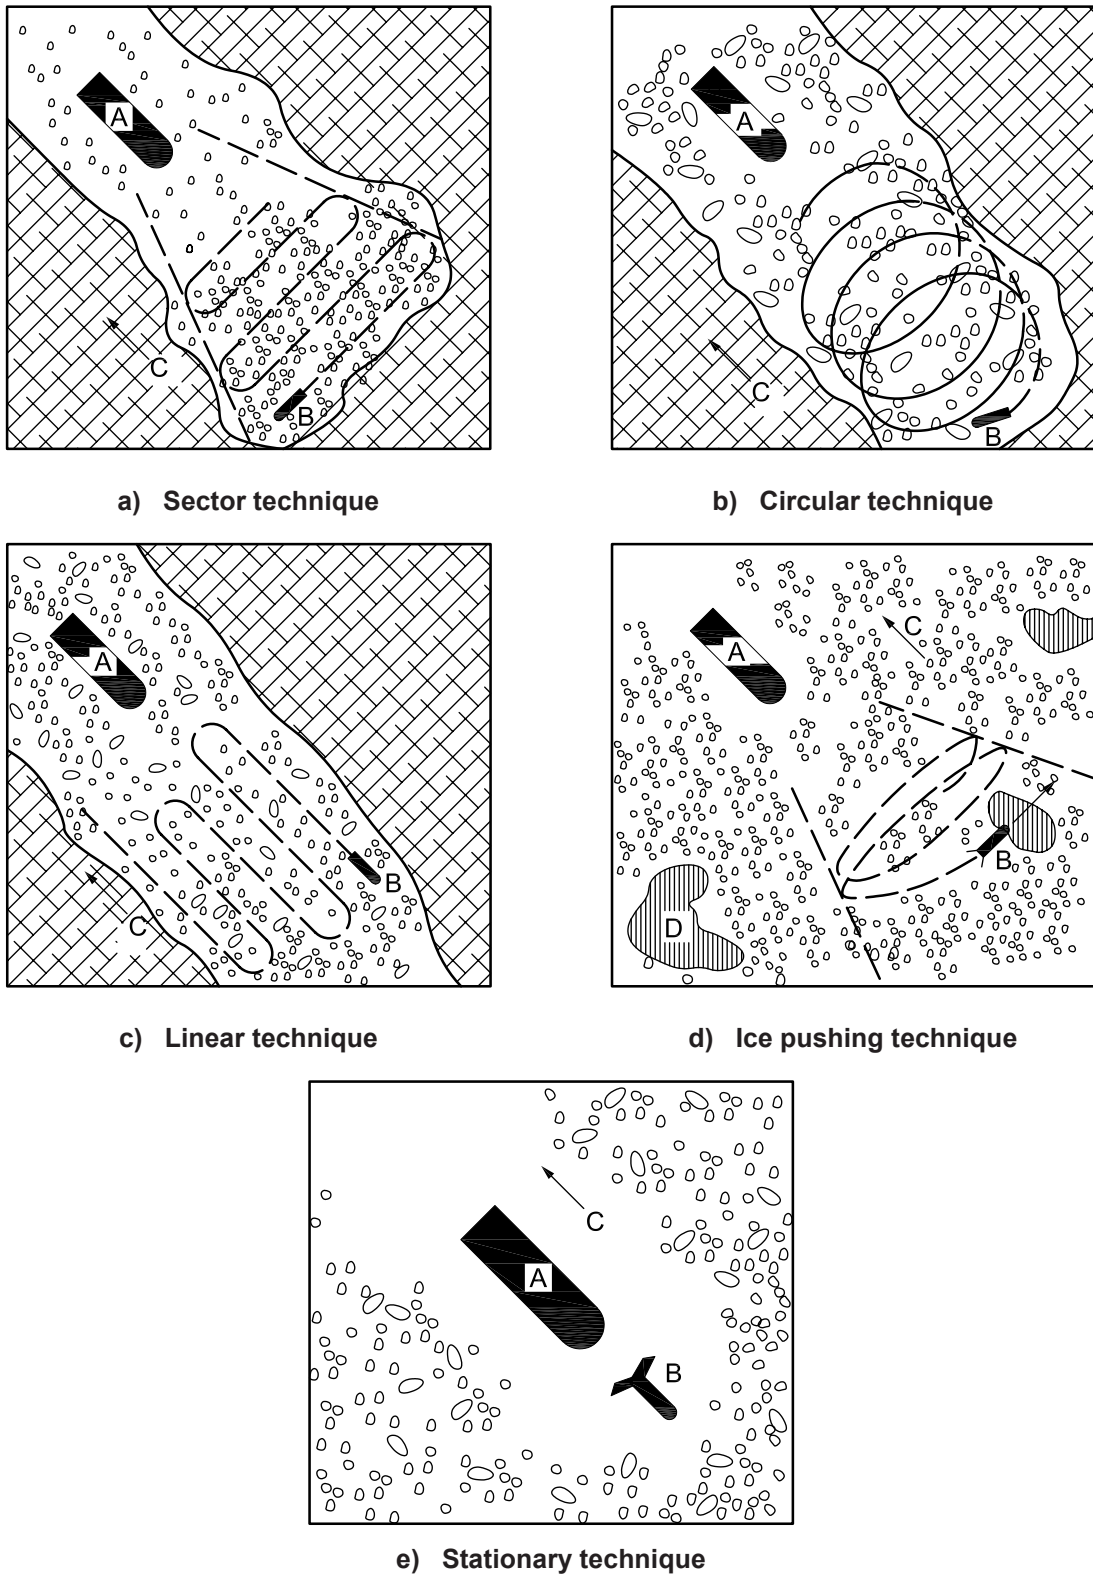 A
C
B
a) Sector technique
A
C
B
b) Circular technique
A
B
C
c) Linear technique
C
A
B
D
d) Ice pushing technique
C
A
B
e) Stationary technique